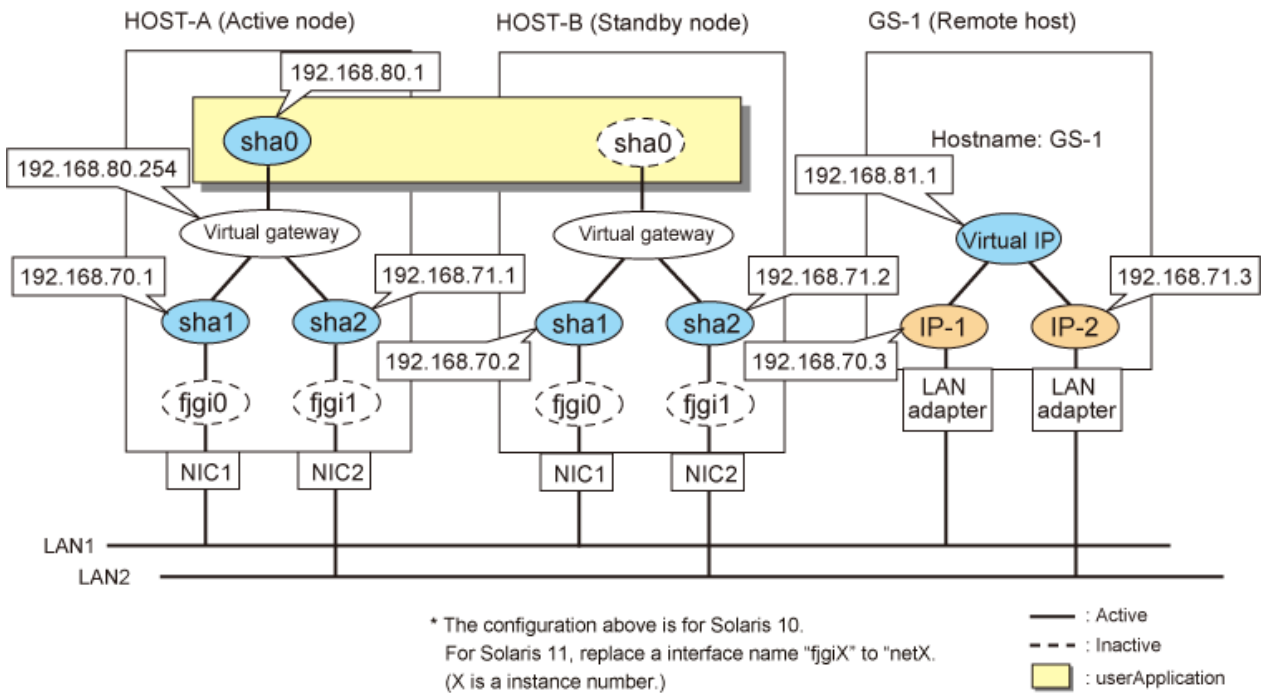 HOST-A (Active node)
HOST-B (Standby node)
GS-1 (Remote host)
192.168.80.1
sha0
sha0
Hostname: GS-1
192.168.80.254
192.168.81.1
Virtual gateway
Virtual gateway
Virtual IP
192.168.70.1
192.168.71.1
192.168.71.2
192.168.71.3
sha1
sha2
sha1
sha2
IP-1
IP-2
192.168.70.2
192.168.70.3
fjgi0
fjgi1
fjgi0
fjgi1
LAN
adapter
LAN
adapter
NIC1
NIC2
NIC1
NIC2
LAN1
LAN2
* The configuration above is for Solaris 10.
For Solaris 11, replace a interface name “fjgiX” to “netX.
(X is a instance number.)
: Active
: Inactive
: userApplication